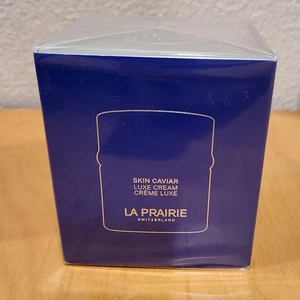 SKIN CAVIAR
LUXE CREAM
CRÈME LUXE
LA PRAIRIE
SWITZERLAND